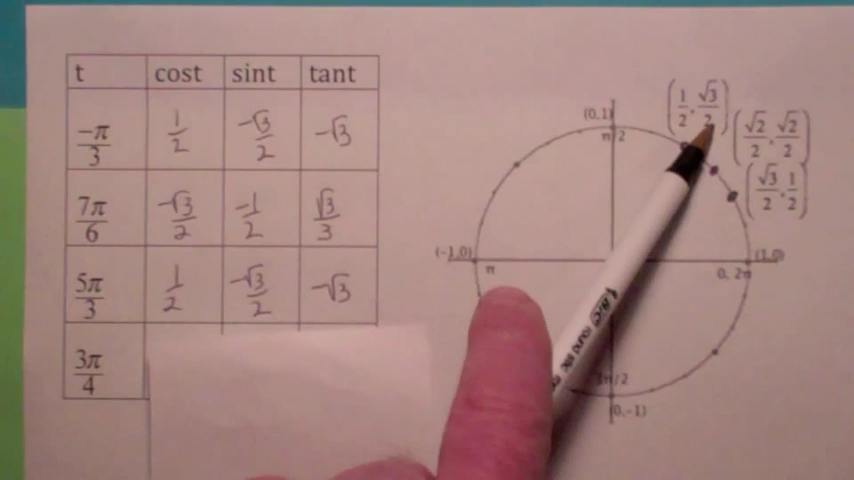 t cost sint tant
-π/3 1/2 -√3/2 -√3
7π/6 -√3/2 -1/2 √3/3
5π/3 1/2 -√3/2 -√3
3π/4
(1/2, √3/2)
(0,1)
π/2
(√2/2, √2/2)
(√3/2, 1/2)
(-1,0)
(1,0)
π
0, 2π
BIC round stic
π/2
(0,-1)